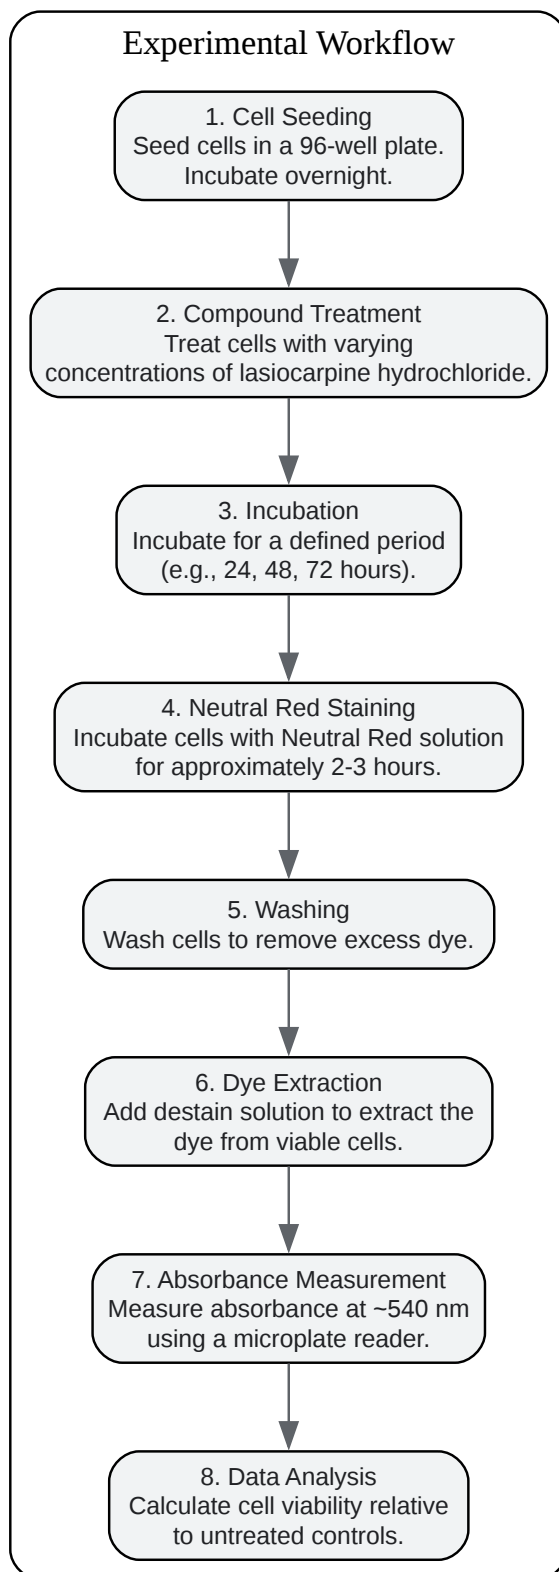 Experimental Workflow
1. Cell Seeding
Seed cells in a 96-well plate.
Incubate overnight.
2. Compound Treatment
Treat cells with varying
concentrations of lasiocarpine hydrochloride.
3. Incubation
Incubate for a defined period
(e.g., 24, 48, 72 hours).
4. Neutral Red Staining
Incubate cells with Neutral Red solution
for approximately 2-3 hours.
5. Washing
Wash cells to remove excess dye.
6. Dye Extraction
Add destain solution to extract the
dye from viable cells.
7. Absorbance Measurement
Measure absorbance at ~540 nm
using a microplate reader.
8. Data Analysis
Calculate cell viability relative
to untreated controls.